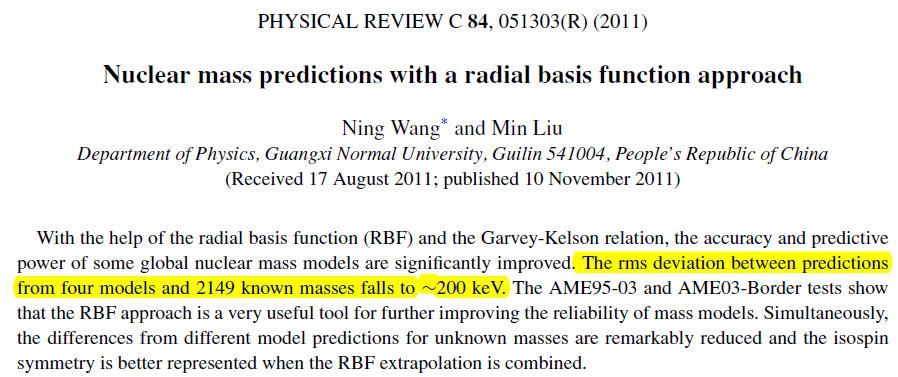 PHYSICAL REVIEW C 84, 051303(R) (2011)
Nuclear mass predictions with a radial basis function approach
Ning Wang* and Min Liu
Department of Physics, Guangxi Normal University, Guilin 541004, People's Republic of China
(Received 17 August 2011; published 10 November 2011)
With the help of the radial basis function (RBF) and the Garvey-Kelson relation, the accuracy and predictive
power of some global nuclear mass models are significantly improved. The rms deviation between predictions
from four models and 2149 known masses falls to ∼200 keV. The AME95-03 and AME03-Border tests show
that the RBF approach is a very useful tool for further improving the reliability of mass models. Simultaneously,
the differences from different model predictions for unknown masses are remarkably reduced and the isospin
symmetry is better represented when the RBF extrapolation is combined.